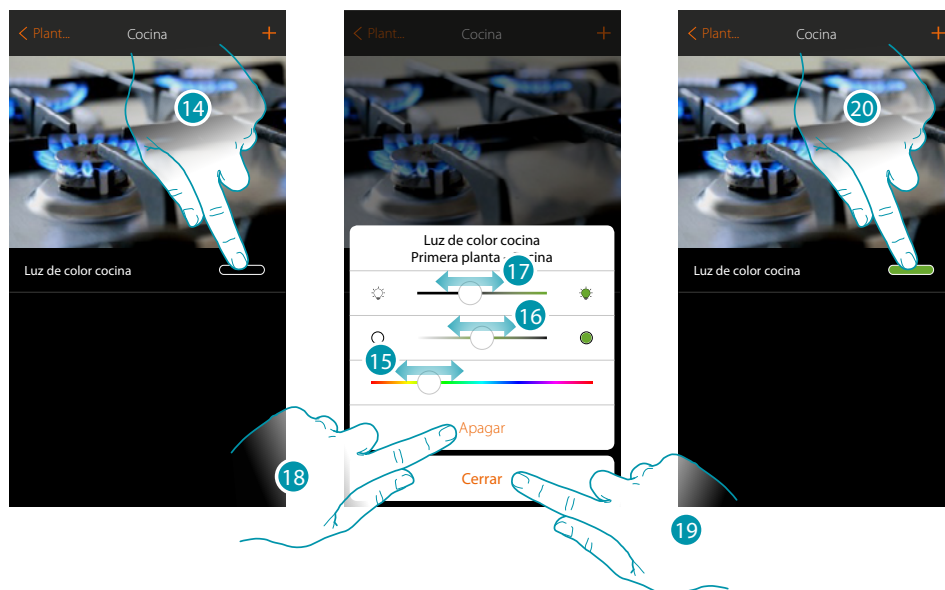 < Plant... Cocina +
14
Luz de color cocina
< Plant... Cocina +
Luz de color cocina
Primera planta
17
16
15
Apagar
18
Cerrar
19
< Plant... Cocina +
20
Luz de color cocina